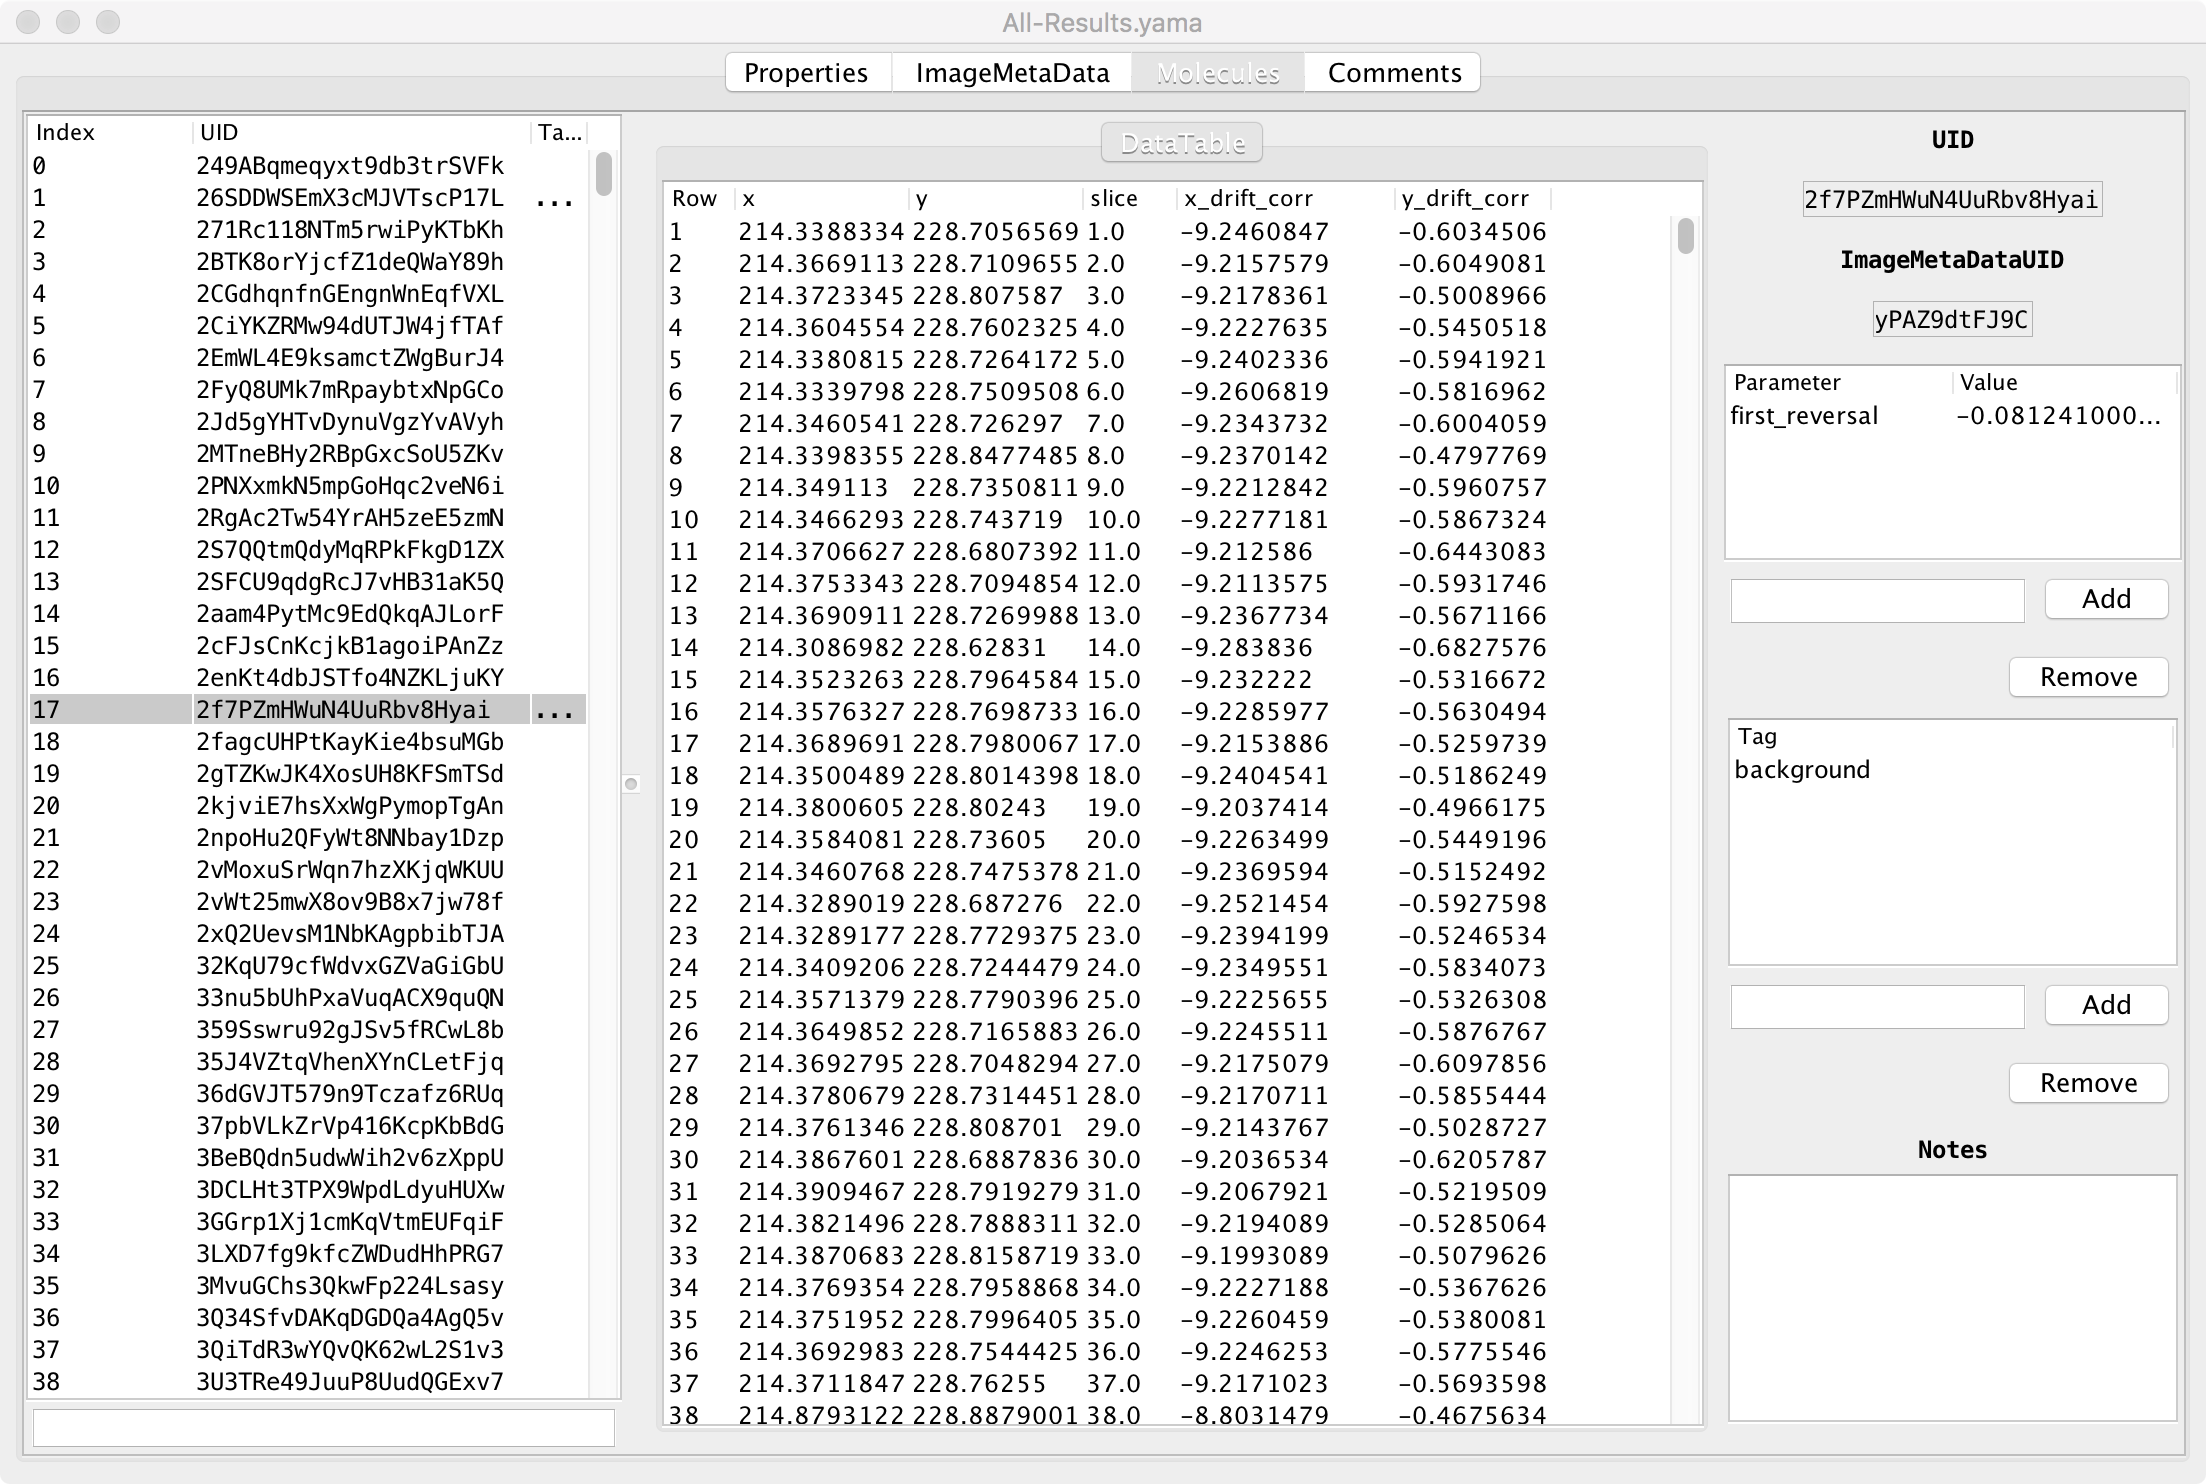 All-Results.yama
Properties ImageMetaData Molecules Comments
Index UID Ta...
0 249ABqmeqyxt9db3trSVFk
1 26SDDWSEmX3cMJVTscP17L ...
2 271Rc118NTm5rwiPyKTbKh
3 2BTK8orYjcfZ1deQWaY89h
4 2CGdhqnfnGEngnWnEqfVXL
5 2CiYKZRMw94dUTJW4jfTAf
6 2EmWL4E9ksamctZWgBurJ4
7 2FyQ8UMk7mRpaybtxNpGCo
8 2Jd5gYHTvDynuVgzYvAVyh
9 2MTneBHy2RBpGxcSoU5ZKv
10 2PNXxmkN5mpGoHqc2veN6i
11 2RgAc2Tw54YrAH5zeE5zmN
12 2S7QQtmQdyMqRPkFkgD1ZX
13 2SFCU9qdgRcJ7vHB31aK5Q
14 2aam4PytMc9EdQkqAJLorF
15 2cFJsCnKcjkB1agoiPAnZz
16 2enKt4dbJSTfo4NZKLjuKY
17 2f7PZmHWuN4UuRbv8Hyai ...
18 2fagcUHPtKayKie4bsuMGb
19 2gTZKwJK4XosUH8KFSmTSd
20 2kjviE7hsXxWgPymopTgAn
21 2npoHu2QFyWt8NNbay1Dzp
22 2vMoxuSrWqn7hzXKjqWKUU
23 2vWt25mwX8ov9B8x7jw78f
24 2xQ2UevsM1NbKAgpbibTJA
25 32KqU79cfWdvxGZVaGiGbU
26 33nu5bUhPxaVuqACX9quQN
27 359Sswru92gJSv5fRCwL8b
28 35J4VZtqVhenXYnCLetFjq
29 36dGVJT579n9Tczafz6RUq
30 37pbVLkZrVp416KcpKbBdG
31 3BeBQdn5udwWih2v6zXppU
32 3DCLHt3TPX9WpdLdyuHUXw
33 3GGrp1Xj1cmKqVtmEUFqiF
34 3LXD7fg9kfcZWDudHhPRG7
35 3MvuGChs3QkwFp224Lsasy
36 3Q34SfvDAKqDGDQa4AgQ5v
37 3QiTdR3wYQvQK62wL2S1v3
38 3U3TRe49JuuP8UudQGExv7
DataTable
Row x y slice x_drift_corr y_drift_corr
1 214.3388334 228.7056569 1.0 -9.2460847 -0.6034506
2 214.3669113 228.7109655 2.0 -9.2157579 -0.6049081
3 214.3723345 228.807587 3.0 -9.2178361 -0.5008966
4 214.3604554 228.7602325 4.0 -9.2227635 -0.5450518
5 214.3380815 228.7264172 5.0 -9.2402336 -0.5941921
6 214.3339798 228.7509508 6.0 -9.2606819 -0.5816962
7 214.3460541 228.726297 7.0 -9.2343732 -0.6004059
8 214.3398355 228.8477485 8.0 -9.2370142 -0.4797769
9 214.349113 228.7350811 9.0 -9.2212842 -0.5960757
10 214.3466293 228.743719 10.0 -9.2277181 -0.5867324
11 214.3706627 228.6807392 11.0 -9.212586 -0.6443083
12 214.3753343 228.7094854 12.0 -9.2113575 -0.5931746
13 214.3690911 228.7269988 13.0 -9.2367734 -0.5671166
14 214.3086982 228.62831 14.0 -9.283836 -0.6827576
15 214.3523263 228.7964584 15.0 -9.232222 -0.5316672
16 214.3576327 228.7698733 16.0 -9.2285977 -0.5630494
17 214.3689691 228.7980067 17.0 -9.2153886 -0.5259739
18 214.3500489 228.8014398 18.0 -9.2404541 -0.5186249
19 214.3800605 228.80243 19.0 -9.2037414 -0.4966175
20 214.3584081 228.73605 20.0 -9.2263499 -0.5449196
21 214.3460768 228.7475378 21.0 -9.2369594 -0.5152492
22 214.3289019 228.687276 22.0 -9.2521454 -0.5927598
23 214.3289177 228.7729375 23.0 -9.2394199 -0.5246534
24 214.3409206 228.7244479 24.0 -9.2349551 -0.5834073
25 214.3571379 228.7790396 25.0 -9.2225655 -0.5326308
26 214.3649852 228.7165883 26.0 -9.2245511 -0.5876767
27 214.3692795 228.7048294 27.0 -9.2175079 -0.6097856
28 214.3780679 228.7314451 28.0 -9.2170711 -0.5855444
29 214.3761346 228.808701 29.0 -9.2143767 -0.5028727
30 214.3867601 228.6887836 30.0 -9.2036534 -0.6205787
31 214.3909467 228.7919279 31.0 -9.2067921 -0.5219509
32 214.3821496 228.7888311 32.0 -9.2194089 -0.5285064
33 214.3870683 228.8158719 33.0 -9.1993089 -0.5079626
34 214.3769354 228.7958868 34.0 -9.2227188 -0.5367626
35 214.3751952 228.7996405 35.0 -9.2260459 -0.5380081
36 214.3692983 228.7544425 36.0 -9.2246253 -0.5775546
37 214.3711847 228.76255 37.0 -9.2171023 -0.5693598
38 214.8793122 228.8879001 38.0 -8.8031479 -0.4675634
UID
2f7PZmHWuN4UuRbv8Hyai
ImageMetaDataUID
yPAZ9dtFJ9C
Parameter Value
first_reversal -0.081241000...
Add
Remove
Tag
background
Add
Remove
Notes